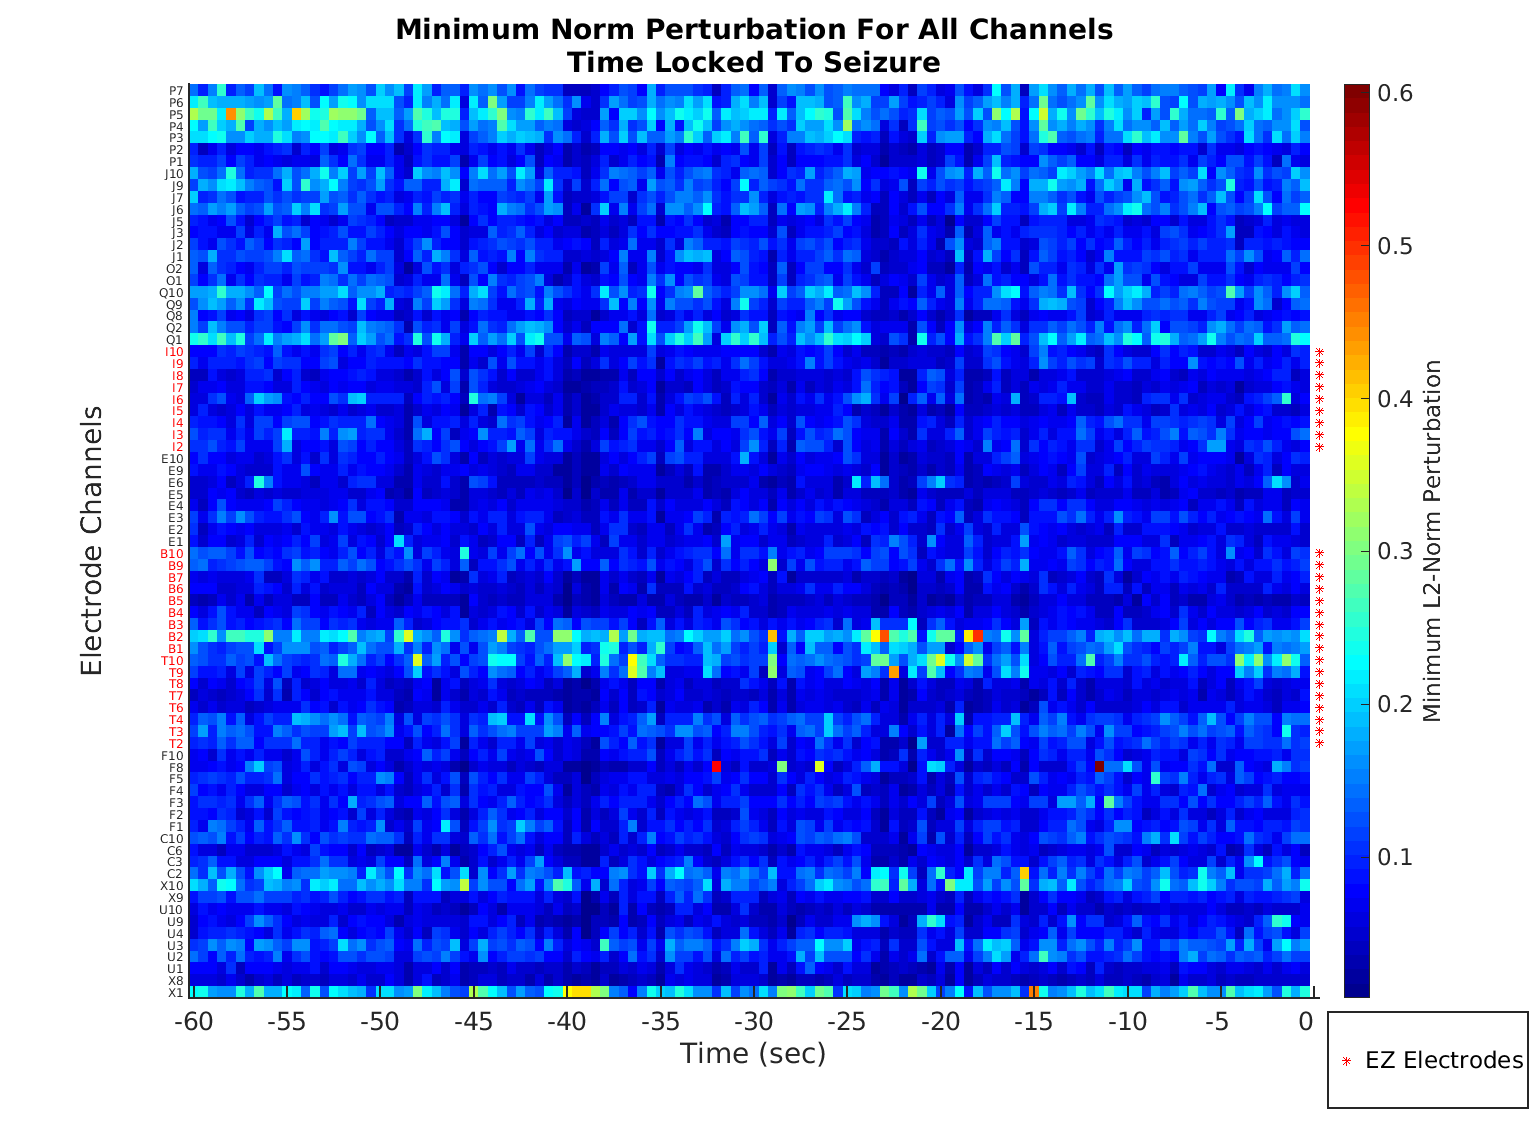 Minimum Norm Perturbation For All Channels
Time Locked To Seizure
Electrode Channels
P7
P6
P5
P4
P3
P2
P1
J10
J9
J7
J6
J5
J3
J2
J1
O2
O1
Q10
Q9
Q8
Q2
Q1
I10
I9
I8
I7
I6
I5
I4
I3
I2
E10
E9
E6
E5
E4
E3
E2
E1
B10
B9
B7
B6
B5
B4
B3
B2
B1
T10
T9
T8
T7
T6
T4
T3
T2
F10
F8
F5
F4
F3
F2
F1
C10
C6
C3
C2
X10
X9
U10
U9
U4
U3
U2
U1
X8
X1
-60 -55 -50 -45 -40 -35 -30 -25 -20 -15 -10 -5 0
Time (sec)
0.6
0.5
0.4
0.3
0.2
0.1
Minimum L2-Norm Perturbation
* EZ Electrodes